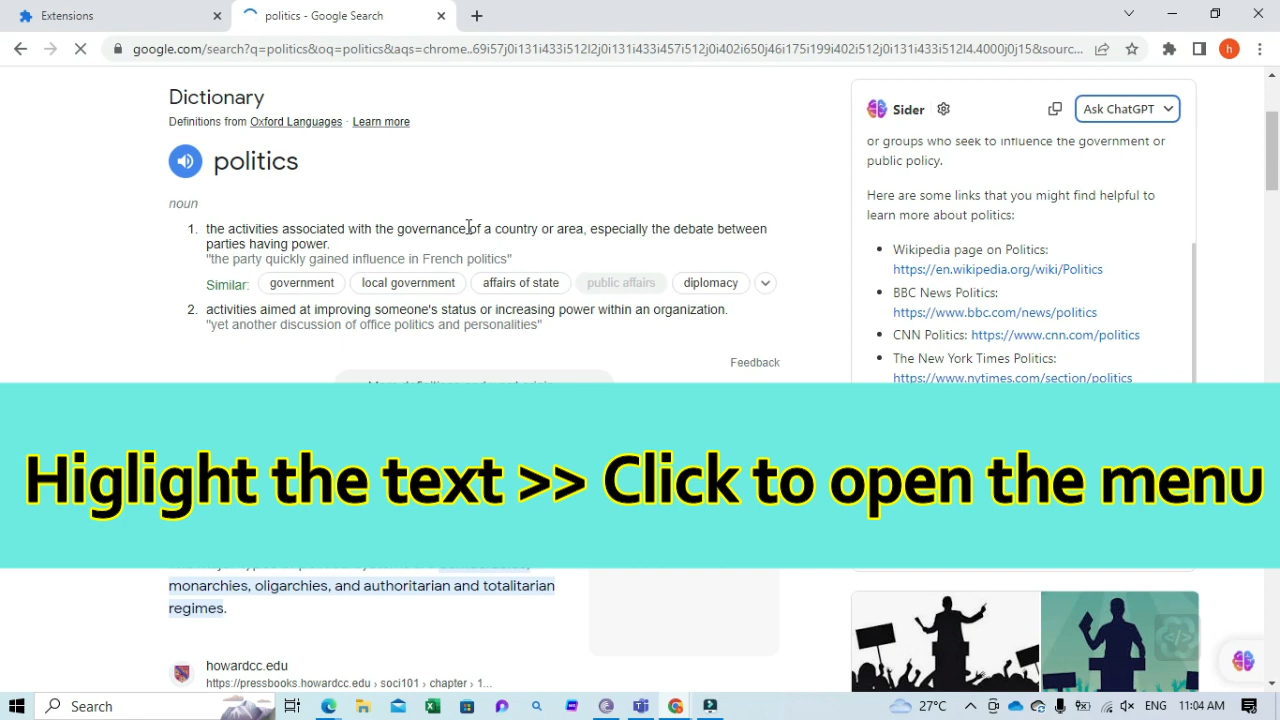 Extensions
politics - Google Search
google.com/search?q=politics&oq=politics&aqs=chrome..69i57j0i131i433i512l2j0i131i433i457i512j0i402i650j46i175i199i402i512j0i131i433i512l4.4000j0j15&sourc...
Dictionary
Definitions from Oxford Languages · Learn more
politics
noun
1. the activities associated with the governance of a country or area, especially the debate between
parties having power.
"the party quickly gained influence in French politics"
Similar: government local government affairs of state public affairs diplomacy
2. activities aimed at improving someone's status or increasing power within an organization.
"yet another discussion of office politics and personalities"
Feedback
Sider
Ask ChatGPT
or groups who seek to influence the government or
public policy.
Here are some links that you might find helpful to
learn more about politics:
Wikipedia page on Politics:
https://en.wikipedia.org/wiki/Politics
BBC News Politics:
https://www.bbc.com/news/politics
CNN Politics: https://www.cnn.com/politics
The New York Times Politics:
https://www.nytimes.com/section/politics
Higlight the text >> Click to open the menu
monarchies, oligarchies, and authoritarian and totalitarian
regimes.
howardcc.edu
https://pressbooks.howardcc.edu › soci101 › chapter › 1...
Search
27°C
ENG
11:04 AM